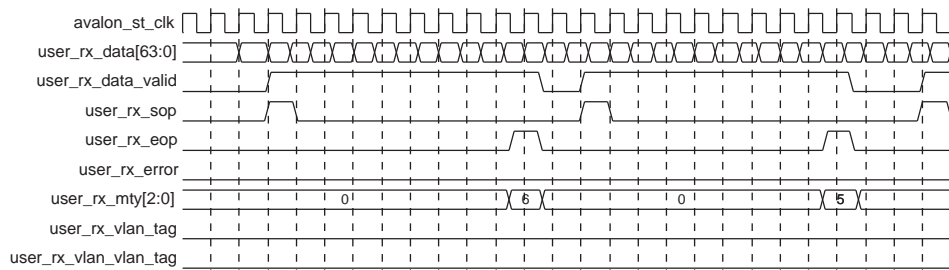 avalon_st_clk
user_rx_data[63:0]
user_rx_data_valid
user_rx_sop
user_rx_eop
user_rx_error
user_rx_mty[2:0] 0 6 0 5
user_rx_vlan_tag
user_rx_vlan_vlan_tag